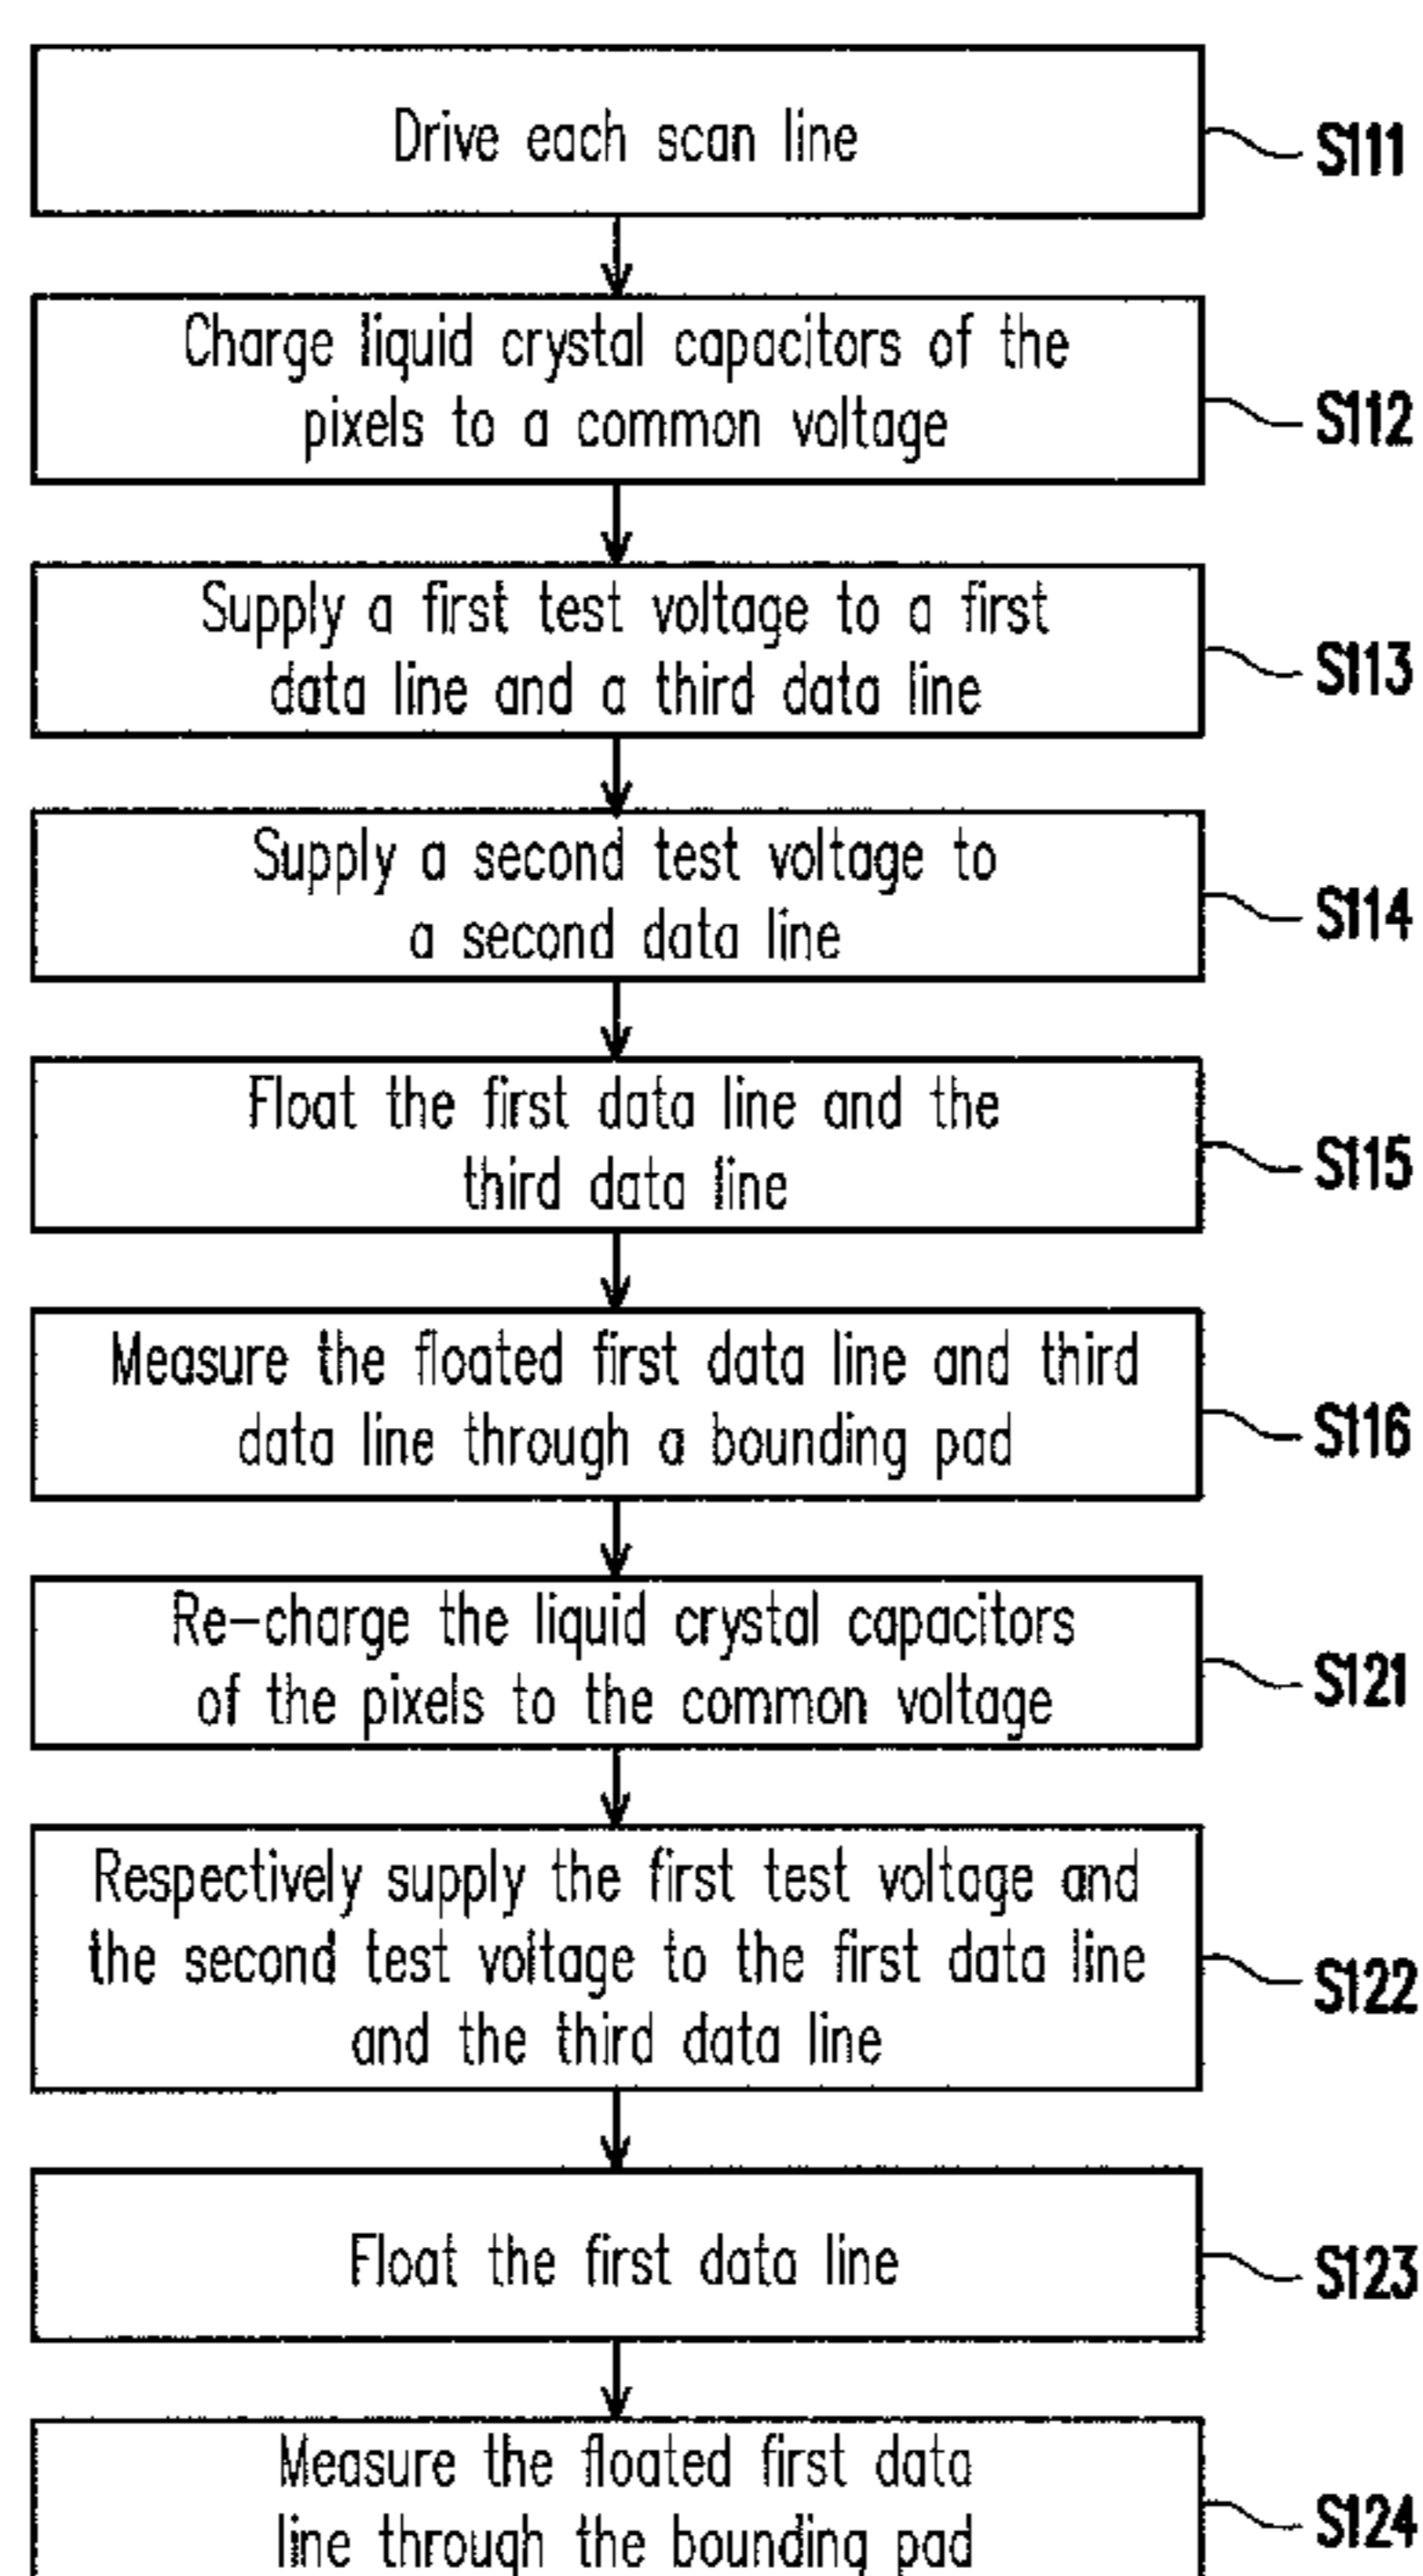 Drive each scan line
S111
Charge liquid crystal capacitors of the
pixels to a common voltage
S112
Supply a first test voltage to a first
data line and a third data line
S113
Supply a second test voltage to
a second data line
S114
Float the first data line and the
third data line
S115
Measure the floated first data line and third
data line through a bounding pad
S116
Re-charge the liquid crystal capacitors
of the pixels to the common voltage
S121
Respectively supply the first test voltage and
the second test voltage to the first data line
and the third data line
S122
Float the first data line
S123
Measure the floated first data
line through the bounding pad
S124